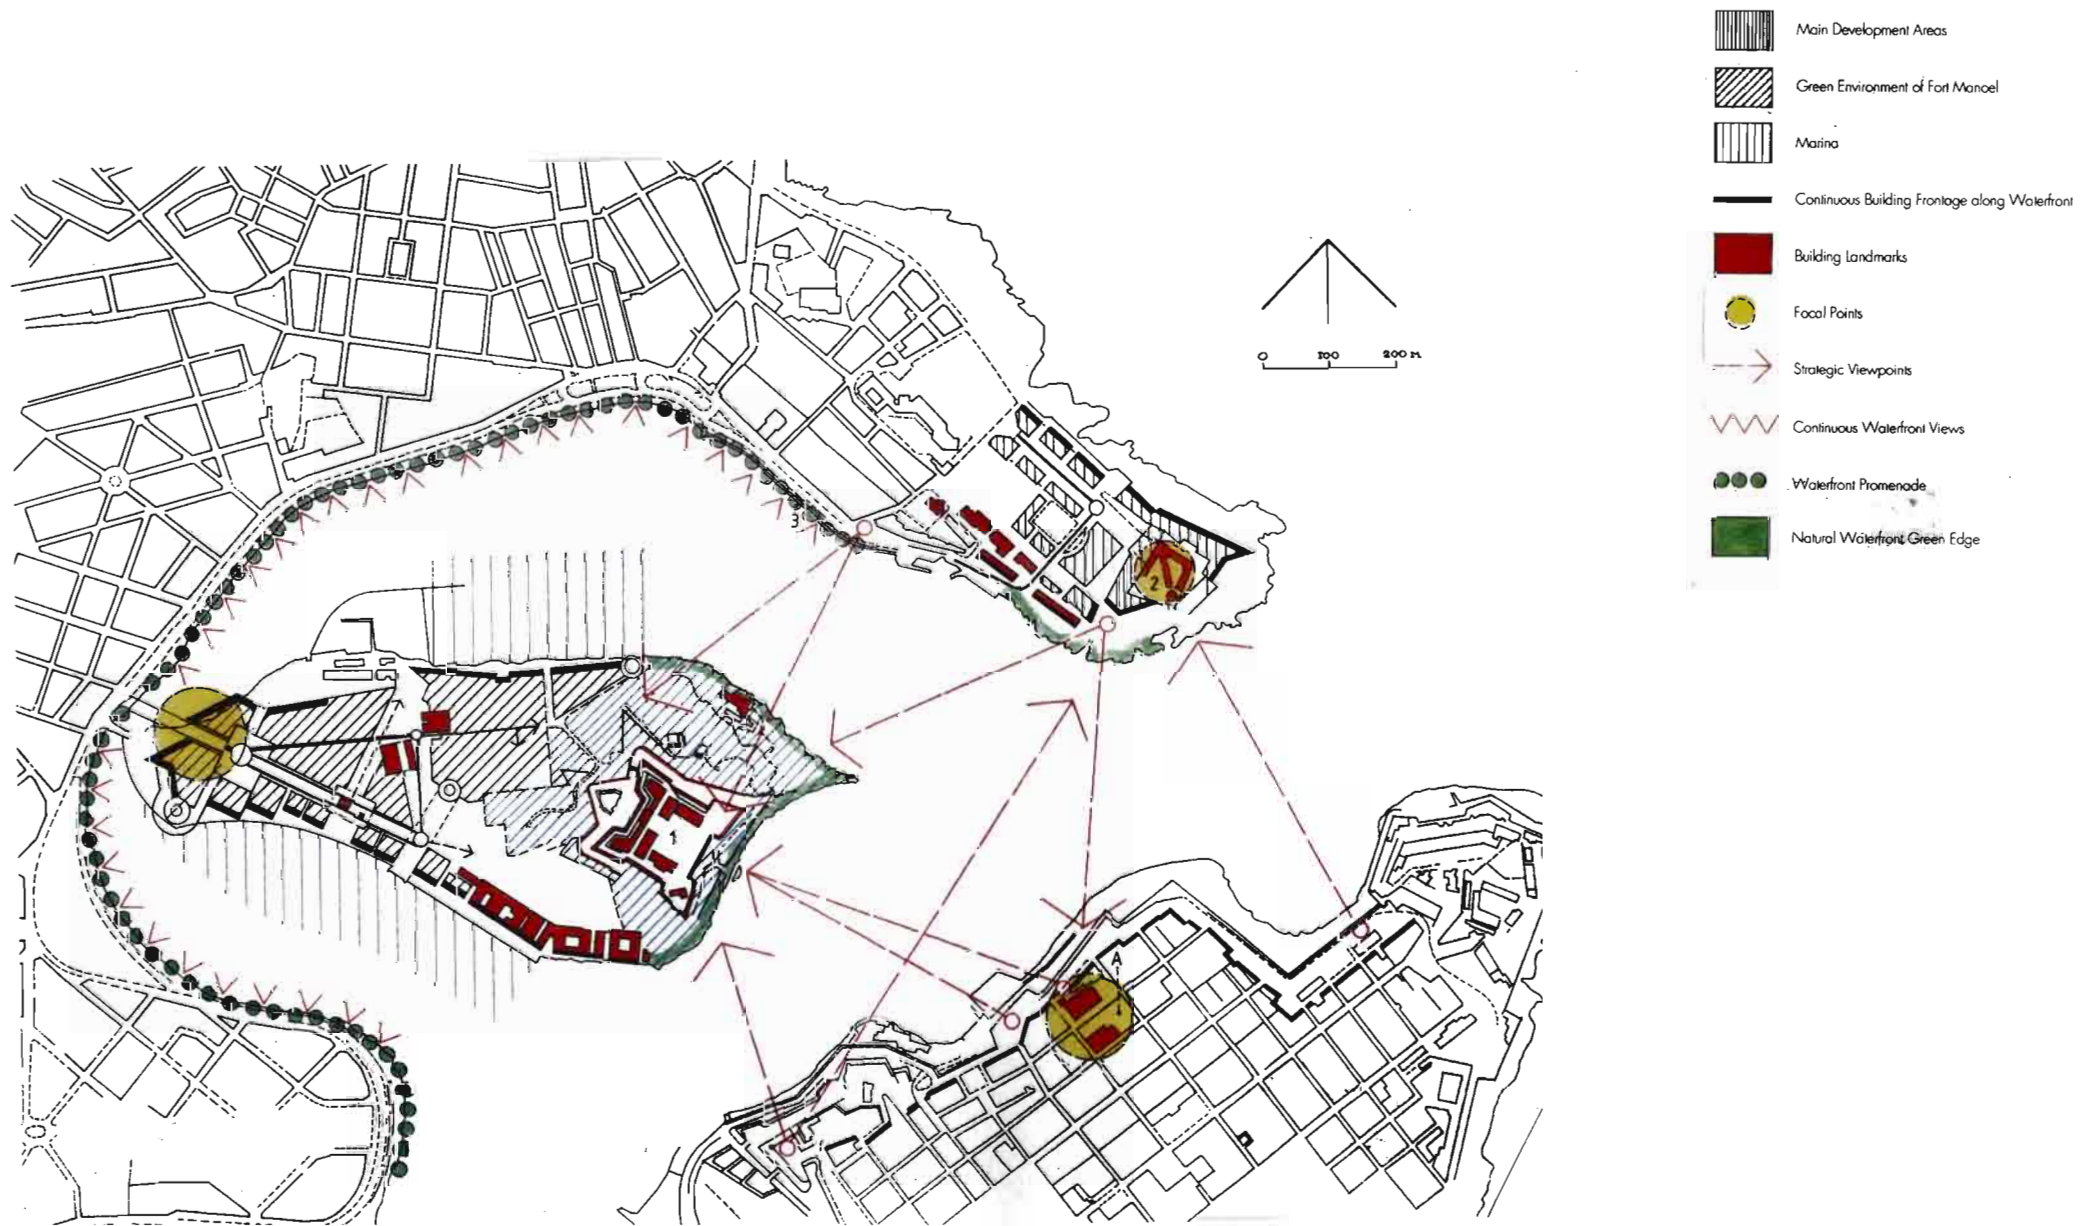 Main Development Areas
Green Environment of Fort Manoel
Marina
Continuous Building Frontage along Waterfront
Building Landmarks
Focal Points
Strategic Viewpoints
Continuous Waterfront Views
Waterfront Promenade
Natural Waterfront Green Edge
0 100 200 M
3
2
1
A